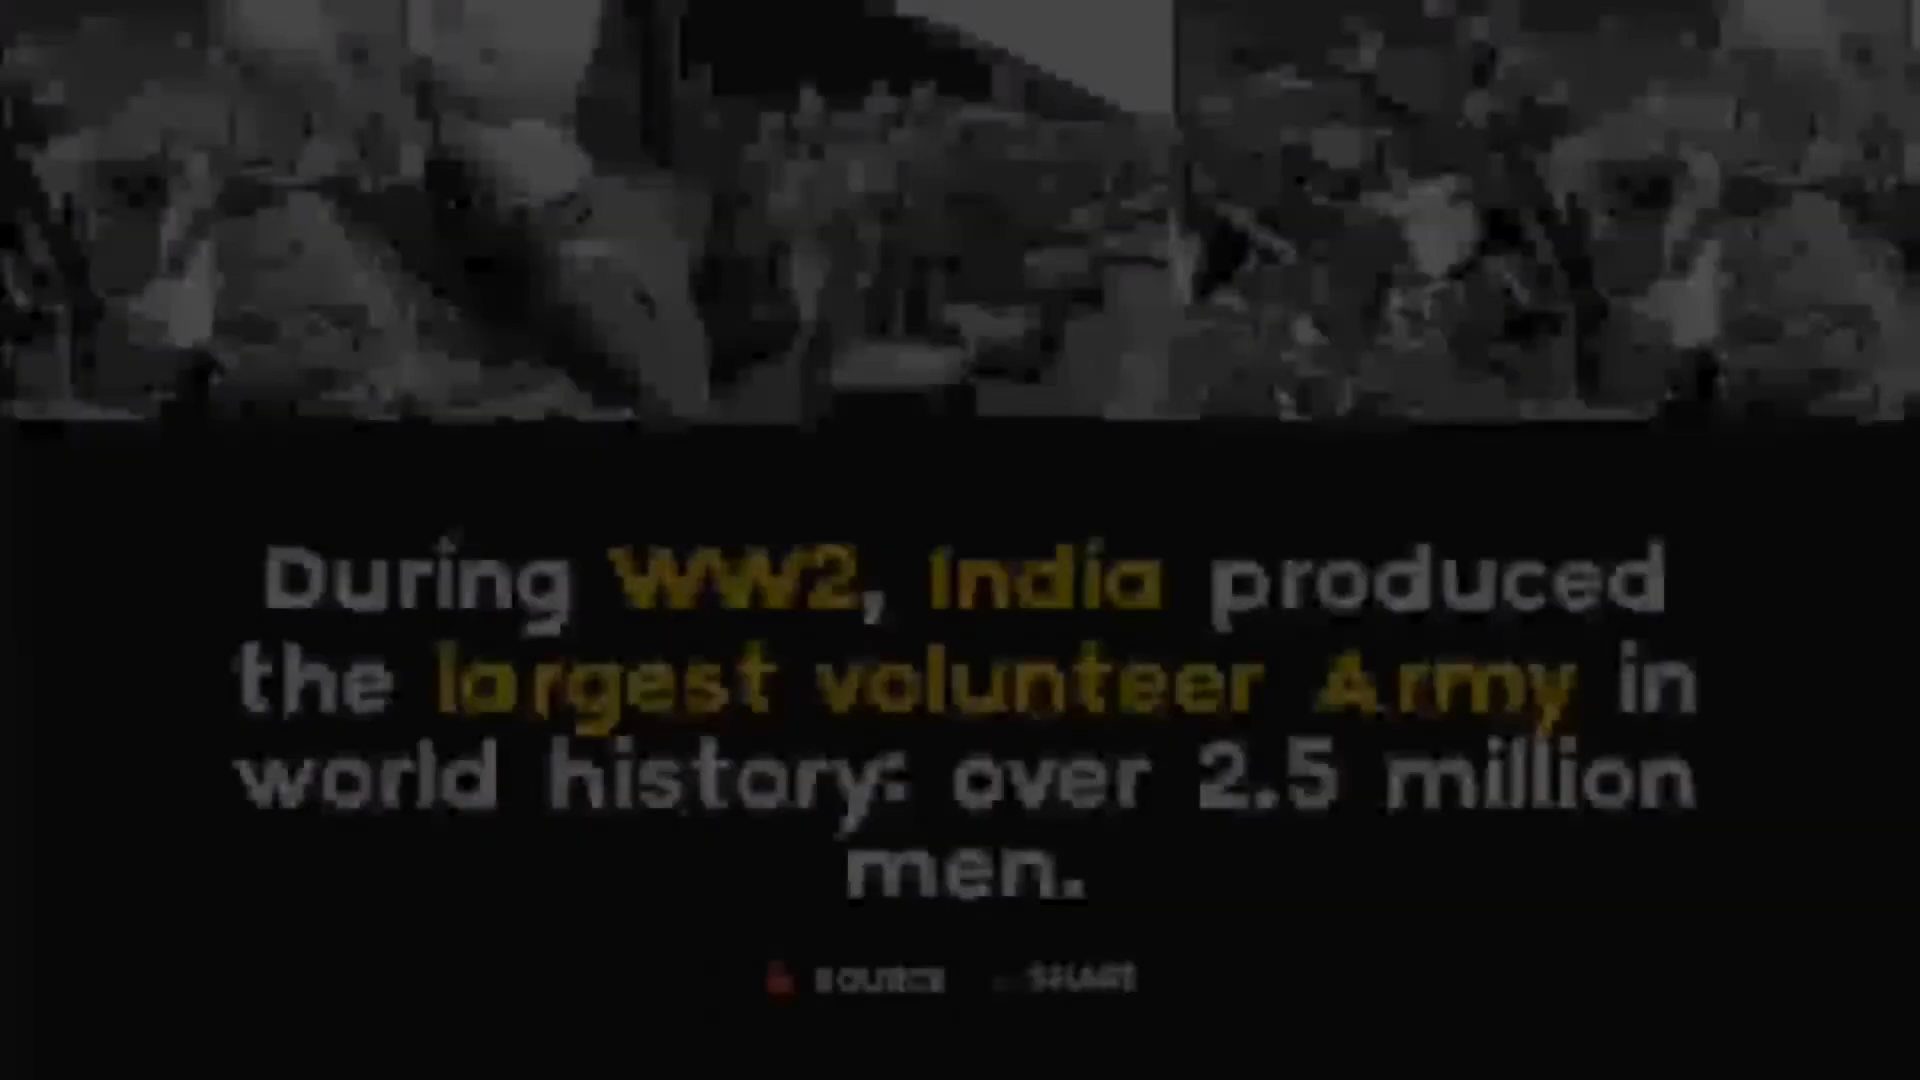 During WW2, India produced
the largest volunteer Army in
world history: over 2.5 million
men.
SOURCE SHARE